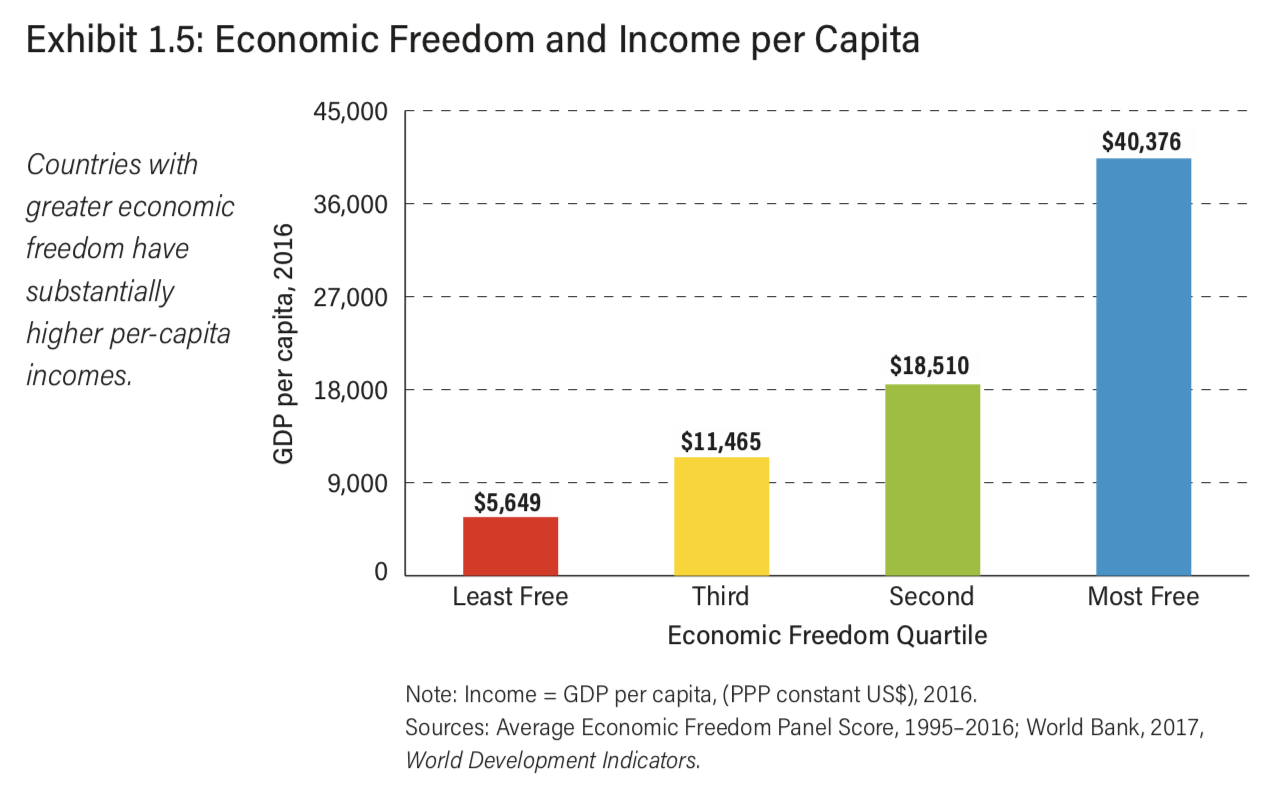 Exhibit 1.5: Economic Freedom and Income per Capita
Countries with
greater economic
freedom have
substantially
higher per-capita
incomes.
GDP per capita, 2016
45,000
36,000
27,000
18,000
9,000
0
$5,649
$11,465
$18,510
$40,376
Least Free
Third
Second
Most Free
Economic Freedom Quartile
Note: Income = GDP per capita, (PPP constant US$), 2016.
Sources: Average Economic Freedom Panel Score, 1995–2016; World Bank, 2017,
World Development Indicators.